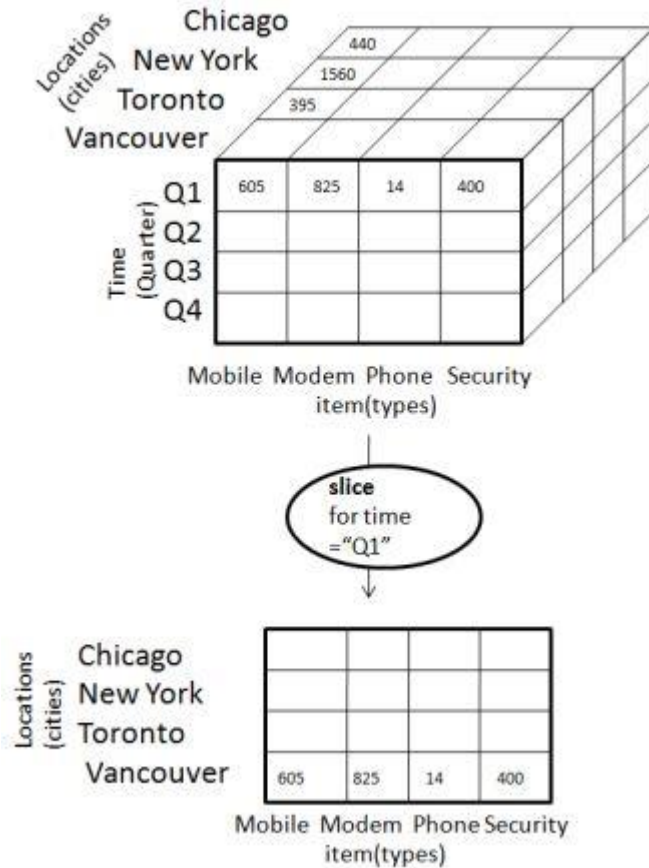 Chicago
New York
Toronto
Vancouver
Locations
(cities)
440
1560
395
Q1 605 825 14 400
Q2
Q3
Q4
Time
(Quarter)
Mobile Modem Phone Security
item(types)
slice
for time
="Q1"
Locations
(cities)
Chicago
New York
Toronto
Vancouver 605 825 14 400
Mobile Modem Phone Security
item(types)